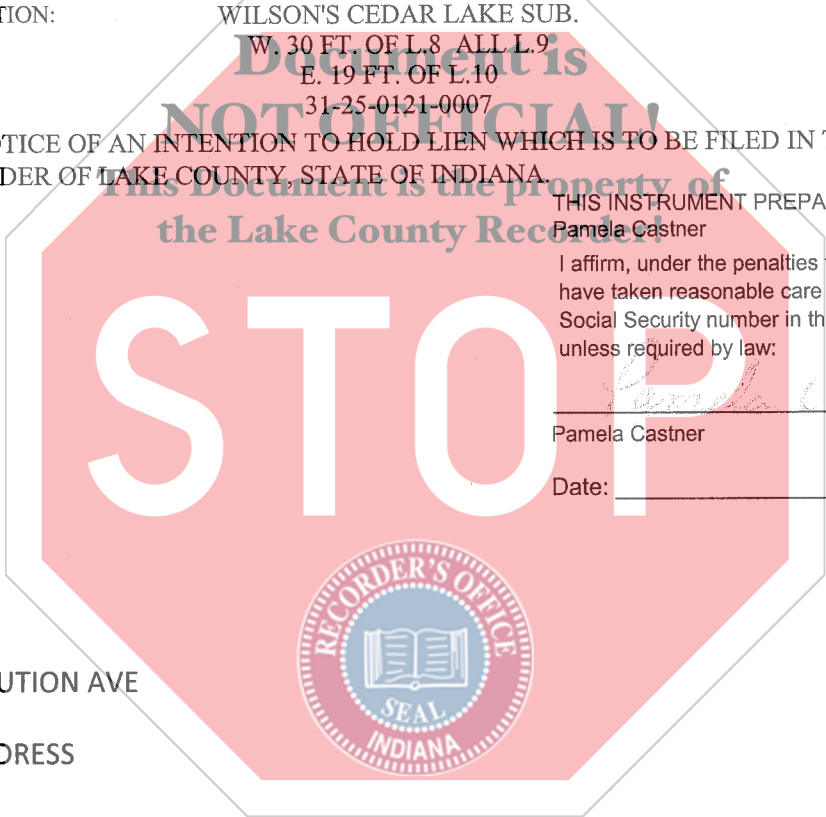 TION: WILSON'S CEDAR LAKE SUB.
W. 30 FT. OF L.8 ALL L.9
E. 19 FT. OF L.10
31-25-0121-0007
Document is
NOT OFFICIAL!
This Document is the property of
the Lake County Recorder!
OTICE OF AN INTENTION TO HOLD LIEN WHICH IS TO BE FILED IN T
DER OF LAKE COUNTY, STATE OF INDIANA.
THIS INSTRUMENT PREPA
Pamela Castner
I affirm, under the penalties
have taken reasonable care
Social Security number in th
unless required by law:
Pamela C
Pamela Castner
Date:
STOP
RECORDER'S OFFICE
SEAL
INDIANA
UTION AVE
DRESS